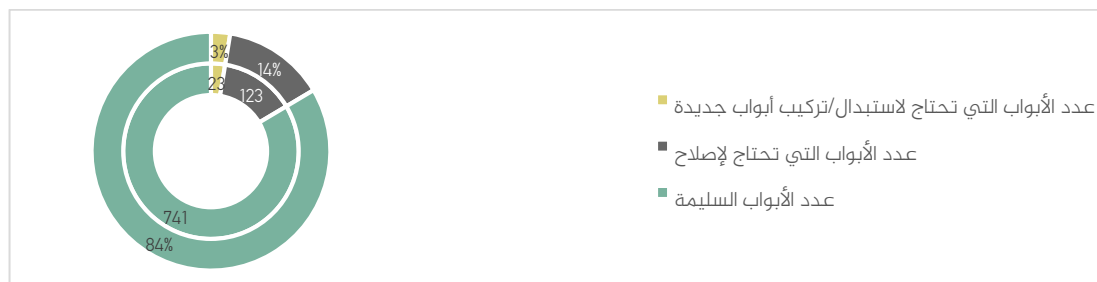 3%
14%
23
123
741
84%
عدد الأبواب التي تحتاج لاستبدال/تركيب أبواب جديدة
عدد الأبواب التي تحتاج لإصلاح
عدد الأبواب السليمة